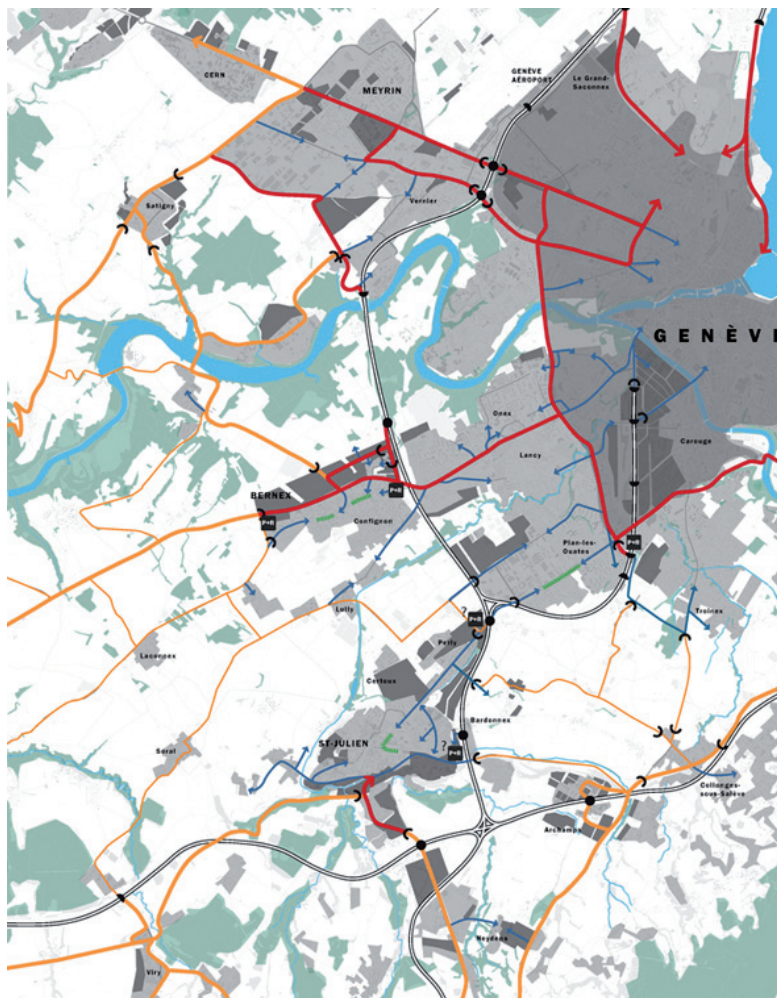 CERN
MEYRIN
GENÈVE
AÉROPORT
Le Grand-
Saconnex
Satigny
Vernier
GENÈV
Onex
Lancy
Carouge
BERNEX
P+R
P+R
Confignon
Plan-les-
Ouates
P+R
Lully
?
P+R
Perly
Troinex
Laconnex
Certoux
Bardonnex
Soral
ST-JULIEN
?
P+R
Collonges-
sous-Salève
Archamps
Neydens
Viry